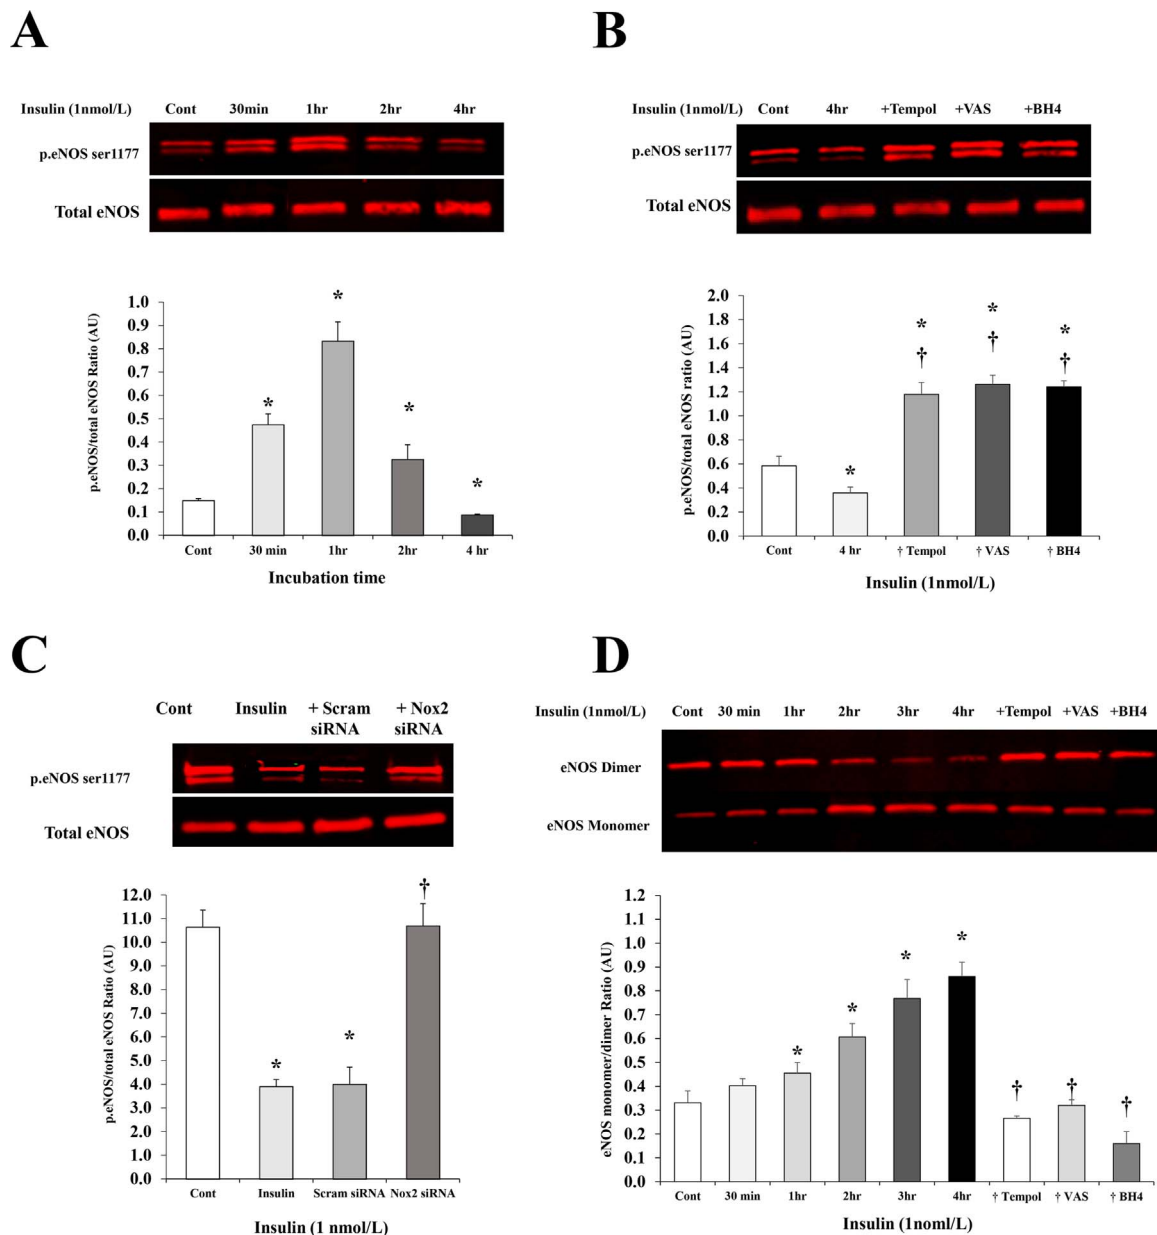 A
Insulin (1nmol/L) Cont 30min 1hr 2hr 4hr
p.eNOS ser1177
Total eNOS
p.eNOS/total eNOS Ratio (AU)
1.0
0.9
0.8
0.7
0.6
0.5
0.4
0.3
0.2
0.1
0.0
*
*
*
*
Cont 30 min 1hr 2hr 4 hr
Incubation time
B
Insulin (1nmol/L) Cont 4hr +Tempol +VAS +BH4
p.eNOS ser1177
Total eNOS
p.eNOS/total eNOS ratio (AU)
2.0
1.8
1.6
1.4
1.2
1.0
0.8
0.6
0.4
0.2
0.0
*
* †
* †
* †
Cont 4 hr † Tempol † VAS † BH4
Insulin (1nmol/L)
C
Cont Insulin + Scram siRNA + Nox2 siRNA
p.eNOS ser1177
Total eNOS
p.eNOS/total eNOS Ratio (AU)
12.0
11.0
10.0
9.0
8.0
7.0
6.0
5.0
4.0
3.0
2.0
1.0
0.0
*
*
†
Cont Insulin Scram siRNA Nox2 siRNA
Insulin (1 nmol/L)
D
Insulin (1nmol/L) Cont 30 min 1hr 2hr 3hr 4hr +Tempol +VAS +BH4
eNOS Dimer
eNOS Monomer
eNOS monomer/dimer Ratio (AU)
1.2
1.1
1.0
0.9
0.8
0.7
0.6
0.5
0.4
0.3
0.2
0.1
0.0
*
*
*
*
†
†
†
Cont 30 min 1hr 2hr 3hr 4hr † Tempol † VAS † BH4
Insulin (1noml/L)